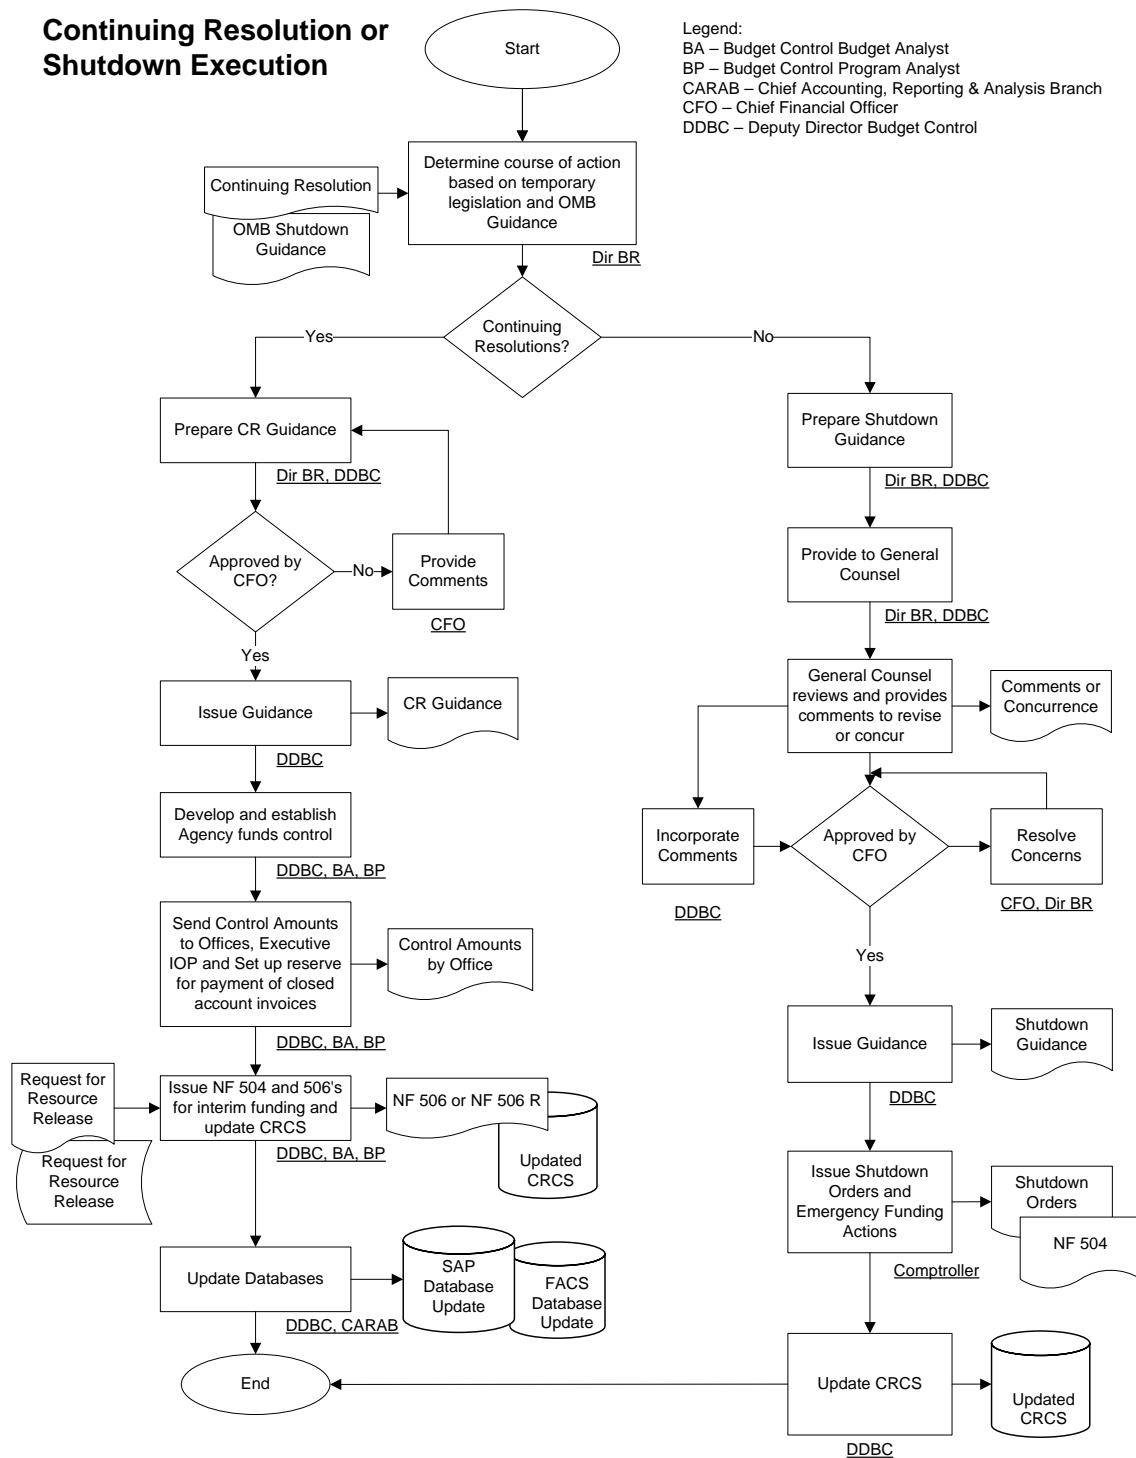 Continuing Resolution or
Shutdown Execution
Start
Legend:
BA – Budget Control Budget Analyst
BP – Budget Control Program Analyst
CARAB – Chief Accounting, Reporting & Analysis Branch
CFO – Chief Financial Officer
DDBC – Deputy Director Budget Control
Determine course of action
based on temporary
legislation and OMB
Guidance
Continuing Resolution
OMB Shutdown
Guidance
Dir BR
Continuing
Resolutions?
Yes
No
Prepare CR Guidance
Dir BR, DDBC
Approved by
CFO?
No
Provide
Comments
CFO
Yes
Issue Guidance
CR Guidance
DDBC
Develop and establish
Agency funds control
DDBC, BA, BP
Send Control Amounts
to Offices, Executive
IOP and Set up reserve
for payment of closed
account invoices
Control Amounts
by Office
DDBC, BA, BP
Request for
Resource
Release
Request for
Resource
Release
Issue NF 504 and 506's
for interim funding and
update CRCS
NF 506 or NF 506 R
Updated
CRCS
DDBC, BA, BP
Update Databases
SAP
Database
Update
FACS
Database
Update
DDBC, CARAB
End
Prepare Shutdown
Guidance
Dir BR, DDBC
Provide to General
Counsel
Dir BR, DDBC
General Counsel
reviews and provides
comments to revise
or concur
Comments or
Concurrence
Incorporate
Comments
DDBC
Approved by
CFO
Resolve
Concerns
CFO, Dir BR
Yes
Issue Guidance
Shutdown
Guidance
DDBC
Issue Shutdown
Orders and
Emergency Funding
Actions
Shutdown
Orders
NF 504
Comptroller
Update CRCS
Updated
CRCS
DDBC